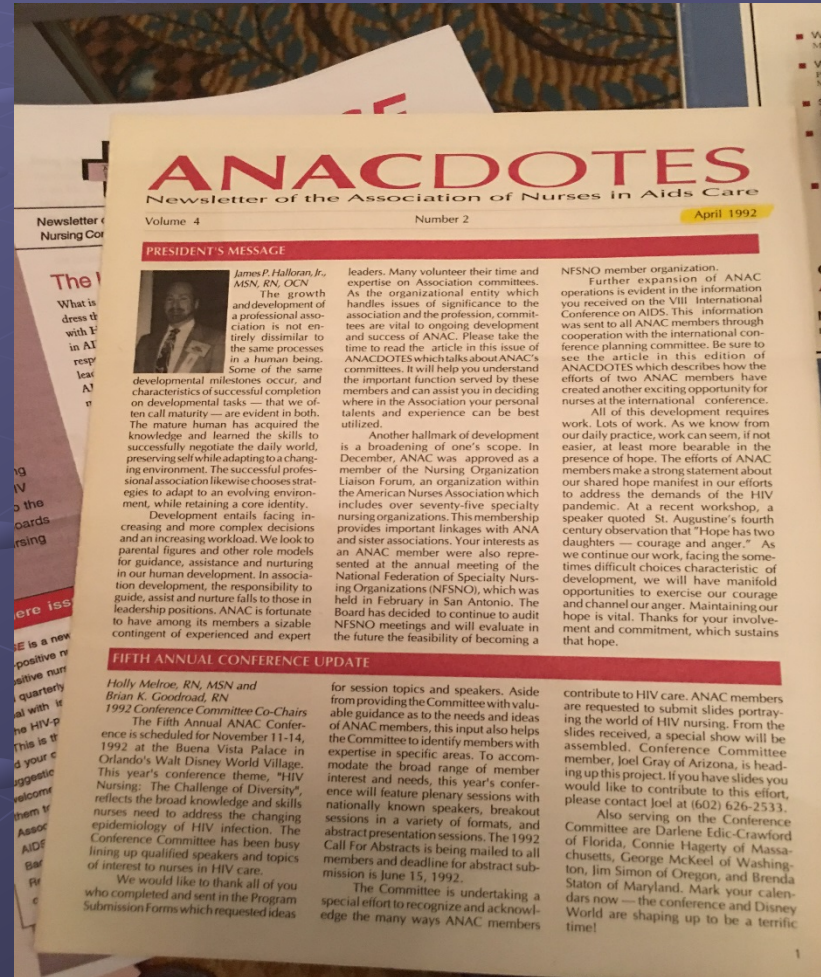 ANACDOTES
Newsletter of the Association of Nurses in Aids Care
Volume 4
Number 2
April 1992
PRESIDENT'S MESSAGE
James P. Halloran, Jr.,
MSN, RN, OCN
The growth
and development of
a professional asso-
ciation is not en-
tirely dissimilar to
the same processes
in a human being.
Some of the same
developmental milestones occur, and
characteristics of successful completion
on developmental tasks — that we of-
ten call maturity — are evident in both.
The mature human has acquired the
knowledge and learned the skills to
successfully negotiate the daily world,
preserving self while adapting to a chang-
ing environment. The successful profes-
sional association likewise chooses strat-
egies to adapt to an evolving environ-
ment, while retaining a core identity.
Development entails facing in-
creasing and more complex decisions
and an increasing workload. We look to
parental figures and other role models
for guidance, assistance and nurturing
in our human development. In associa-
tion development, the responsibility to
guide, assist and nurture falls to those in
leadership positions. ANAC is fortunate
to have among its members a sizable
contingent of experienced and expert
leaders. Many volunteer their time and
expertise on Association committees.
As the organizational entity which
handles issues of significance to the
association and the profession, commit-
tees are vital to ongoing development
and success of ANAC. Please take the
time to read the article in this issue of
ANACDOTES which talks about ANAC's
committees. It will help you understand
the important function served by these
members and can assist you in deciding
where in the Association your personal
talents and experience can be best
utilized.
Another hallmark of development
is a broadening of one's scope. In
December, ANAC was approved as a
member of the Nursing Organization
Liaison Forum, an organization within
the American Nurses Association which
includes over seventy-five specialty
nursing organizations. This membership
provides important linkages with ANA
and sister associations. Your interests as
an ANAC member were also repre-
sented at the annual meeting of the
National Federation of Specialty Nurs-
ing Organizations (NFSNO), which was
held in February in San Antonio. The
Board has decided to continue to audit
NFSNO meetings and will evaluate in
the future the feasibility of becoming a
NFSNO member organization.
Further expansion of ANAC
operations is evident in the information
you received on the VIII International
Conference on AIDS. This information
was sent to all ANAC members through
cooperation with the international con-
ference planning committee. Be sure to
see the article in this edition of
ANACDOTES which describes how the
efforts of two ANAC members have
created another exciting opportunity for
nurses at the international conference.
All of this development requires
work. Lots of work. As we know from
our daily practice, work can seem, if not
easier, at least more bearable in the
presence of hope. The efforts of ANAC
members make a strong statement about
our shared hope manifest in our efforts
to address the demands of the HIV
pandemic. At a recent workshop, a
speaker quoted St. Augustine's fourth
century observation that "Hope has two
daughters — courage and anger." As
we continue our work, facing the some-
times difficult choices characteristic of
development, we will have manifold
opportunities to exercise our courage
and channel our anger. Maintaining our
hope is vital. Thanks for your involve-
ment and commitment, which sustains
that hope.
FIFTH ANNUAL CONFERENCE UPDATE
Holly Melroe, RN, MSN and
Brian K. Goodroad, RN
1992 Conference Committee Co-Chairs
The Fifth Annual ANAC Confer-
ence is scheduled for November 11-14,
1992 at the Buena Vista Palace in
Orlando's Walt Disney World Village.
This year's conference theme, "HIV
Nursing: The Challenge of Diversity",
reflects the broad knowledge and skills
nurses need to address the changing
epidemiology of HIV infection. The
Conference Committee has been busy
lining up qualified speakers and topics
of interest to nurses in HIV care.
We would like to thank all of you
who completed and sent in the Program
Submission Forms which requested ideas
for session topics and speakers. Aside
from providing the Committee with valu-
able guidance as to the needs and ideas
of ANAC members, this input also helps
the Committee to identify members with
expertise in specific areas. To accom-
modate the broad range of member
interest and needs, this year's confer-
ence will feature plenary sessions with
nationally known speakers, breakout
sessions in a variety of formats, and
abstract presentation sessions. The 1992
Call For Abstracts is being mailed to all
members and deadline for abstract sub-
mission is June 15, 1992.
The Committee is undertaking a
special effort to recognize and acknowl-
edge the many ways ANAC members
contribute to HIV care. ANAC members
are requested to submit slides portray-
ing the world of HIV nursing. From the
slides received, a special show will be
assembled. Conference Committee
member, Joel Gray of Arizona, is head-
ing up this project. If you have slides you
would like to contribute to this effort,
please contact Joel at (602) 626-2533.
Also serving on the Conference
Committee are Darlene Edic-Crawford
of Florida, Connie Hagerty of Massa-
chusetts, George McKeel of Washing-
ton, Jim Simon of Oregon, and Brenda
Staton of Maryland. Mark your calen-
dars now — the conference and Disney
World are shaping up to be a terrific
time!
1
Newsletter
Nursing
The
What is
dress
with
in